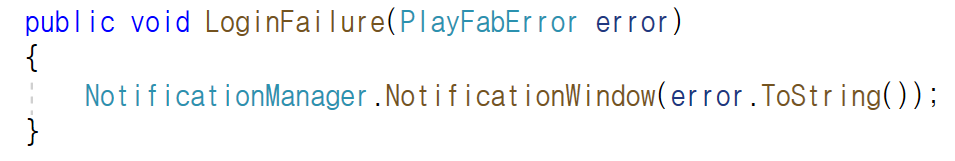 public void LoginFailure(PlayFabError error)
{
    NotificationManager.NotificationWindow(error.ToString());
}